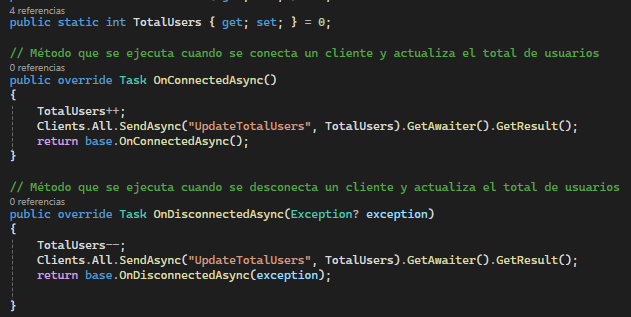 4 referencias
public static int TotalUsers { get; set; } = 0;
// Método que se ejecuta cuando se conecta un cliente y actualiza el total de usuarios
0 referencias
public override Task OnConnectedAsync()
{
TotalUsers++;
Clients.All.SendAsync("UpdateTotalUsers", TotalUsers).GetAwaiter().GetResult();
return base.OnConnectedAsync();
}
// Método que se ejecuta cuando se desconecta un cliente y actualiza el total de usuarios
0 referencias
public override Task OnDisconnectedAsync(Exception? exception)
{
TotalUsers--;
Clients.All.SendAsync("UpdateTotalUsers", TotalUsers).GetAwaiter().GetResult();
return base.OnDisconnectedAsync(exception);
}